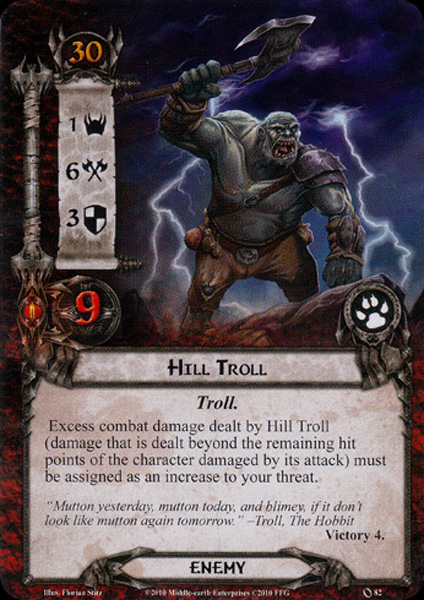 30
1
6
3
9
HILL TROLL
Troll.
Excess combat damage dealt by Hill Troll
(damage that is dealt beyond the remaining hit
points of the character damaged by its attack) must
be assigned as an increase to your threat.
"Mutton yesterday, mutton today, and blimey, if it don't
look like mutton again tomorrow." –Troll, The Hobbit
Victory 4.
ENEMY
Illus. Florian Stitz
©2010 Middle-earth Enterprises ©2010 FFG
82